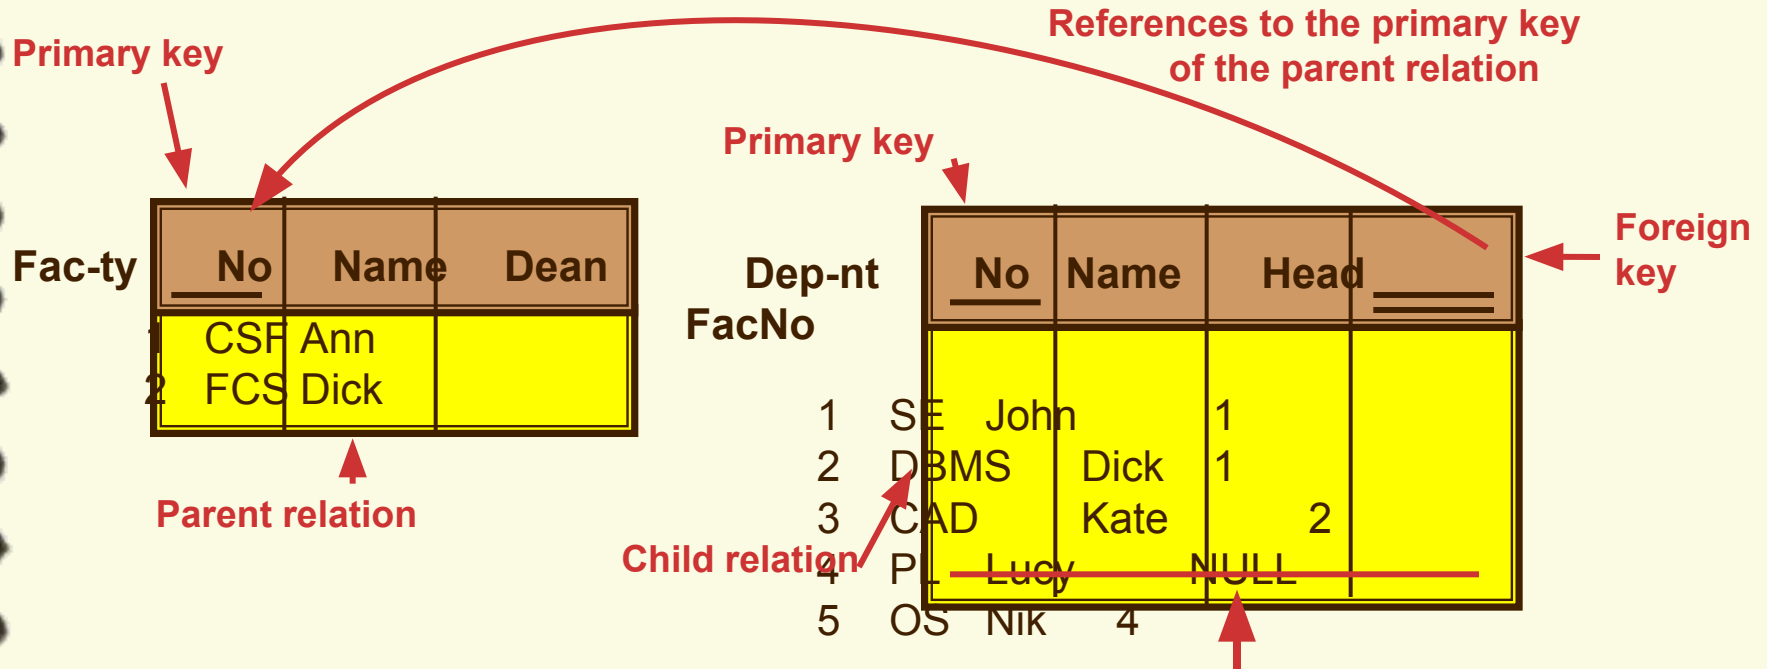 References to the primary key
of the parent relation
Primary key
Primary key
Foreign
key
Fac-ty No Name Dean
1 CSF Ann
2 FCS Dick
Parent relation
Dep-nt No Name Head
FacNo
1 SE John 1
2 DBMS Dick 1
3 CAD Kate 2
Child relation
4 PL Lucy NULL
5 OS Nik 4